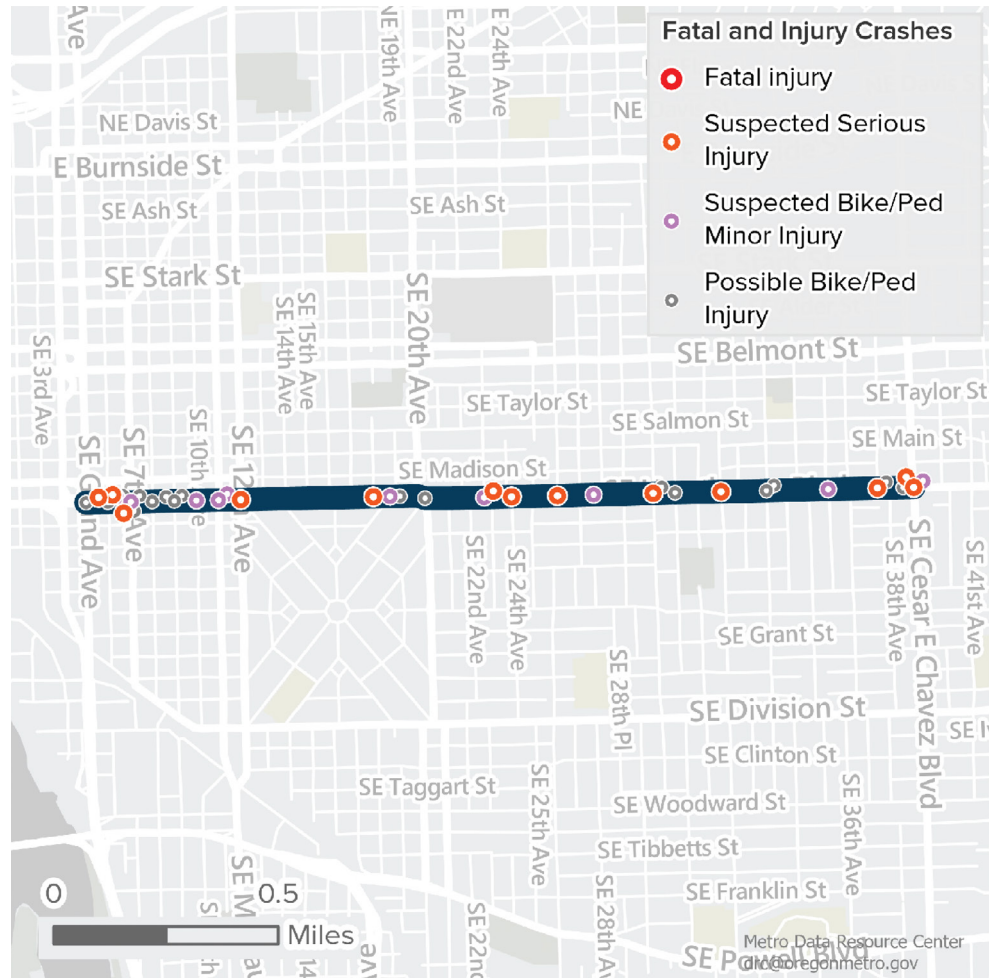 Ave
NE 19th Ave
E 22nd Ave
E 24th Ave
Fatal and Injury Crashes
Fatal injury
Suspected Serious
Injury
Suspected Bike/Ped
Minor Injury
Possible Bike/Ped
Injury
NE Davis St
NE
E Burnside St
SE Ash St
SE Ash St
SE Stark St
SE 3rd Ave
SE 14th Ave
SE 15th Ave
SE 20th Ave
SE Belmont St
SE Taylor St
SE Taylor St
SE Salmon St
SE Main St
SE Madison St
SE 7th Ave
SE 10th
SE 12th Ave
SE 22nd Ave
SE 24th Ave
SE 38th Ave
SE Cesar E Chavez Blvd
SE 41st Ave
SE Grant St
SE 28th Pl
SE Division St
SE Clinton St
SE Taggart St
SE 25th Ave
SE Woodward St
SE 36th Ave
SE Tibbetts St
SE Franklin St
SE 28th A
SE 22nd
0 0.5
Miles
Metro Data Resource Center
drc@oregonmetro.gov
SE Powell Blvd